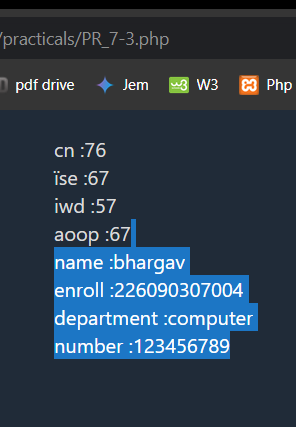 /practicals/PR_7-3.php
pdf drive Jem W3 Php
cn :76
ïse :67
iwd :57
aoop :67
name :bhargav
enroll :226090307004
department :computer
number :123456789